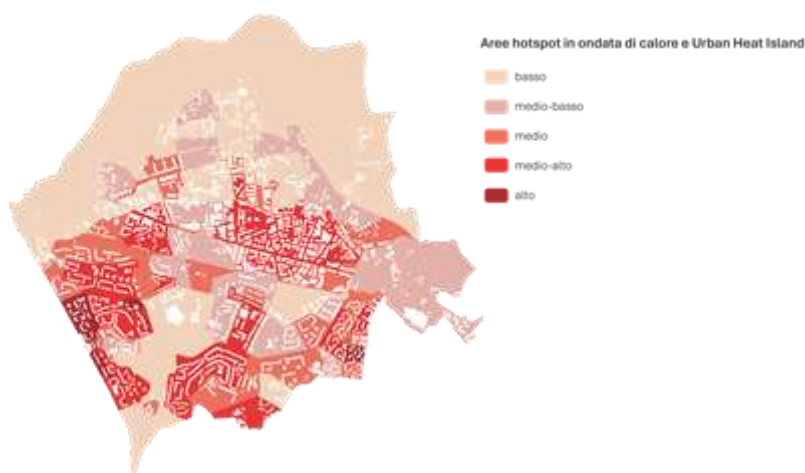 Aree hotspot in ondata di calore e Urban Heat Island
basso
medio-basso
medio
medio-alto
alto